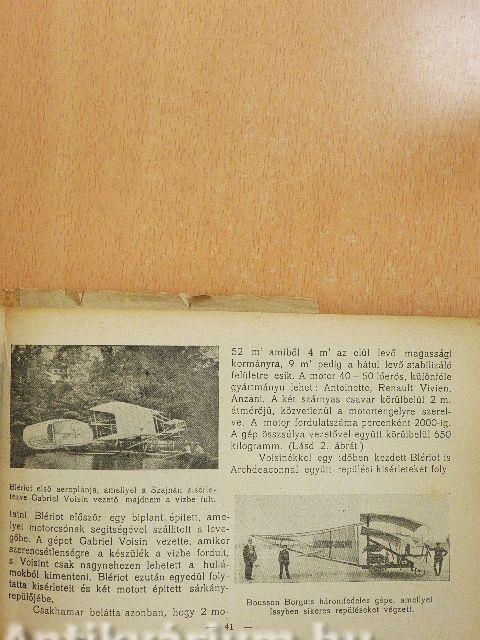 52 m² amiből 4 m² az elül levő magassági
kormányra, 9 m² pedig a hátul levő stabilizáló
felületre esik. A motor 40—50 lóerős, különféle
gyártmányu lehet: Antoinette, Renault Vivien,
Anzani. A két szárnyas csavar körülbelül 2 m.
átmérőjü, közvetlenül a motortengelyre szerel-
ve. A motor fordulatszáma percenként 2000-ig.
A gép összsúlya vezetővel együtt körülbelül 650
kilogramm. (Lásd 2. ábrát)
Voisinékkel egy időben kezdett Blériot is
Archdeaconnal együtt repülési kisérleteket foly-
Blériot első aeroplánja, amellyel a Szajnán kisérle-
tezve Gabriel Voisin vezető majdnem a vizbe fult.
tatni Blériot először egy biplant épitett, ame-
lyet motorcsónak segitségével szállitott a leve-
gőbe. A gépet Gabriel Voisin vezette, amikor
szerencsétlenségre a készülék a vizbe fordult,
s Voisint csak nagynehezen lehetett a hullá-
mokból kimenteni. Blériot ezután egyedül foly-
tatta kisérleteit és két motort épitett sárkány-
repülőjébe.
Csakhamar belátta azonban, hogy 2 mo-
Bousson Borguis háromfedeles gépe, amellyel
Issyben sikeres repüléseket végzett.
— 41 —